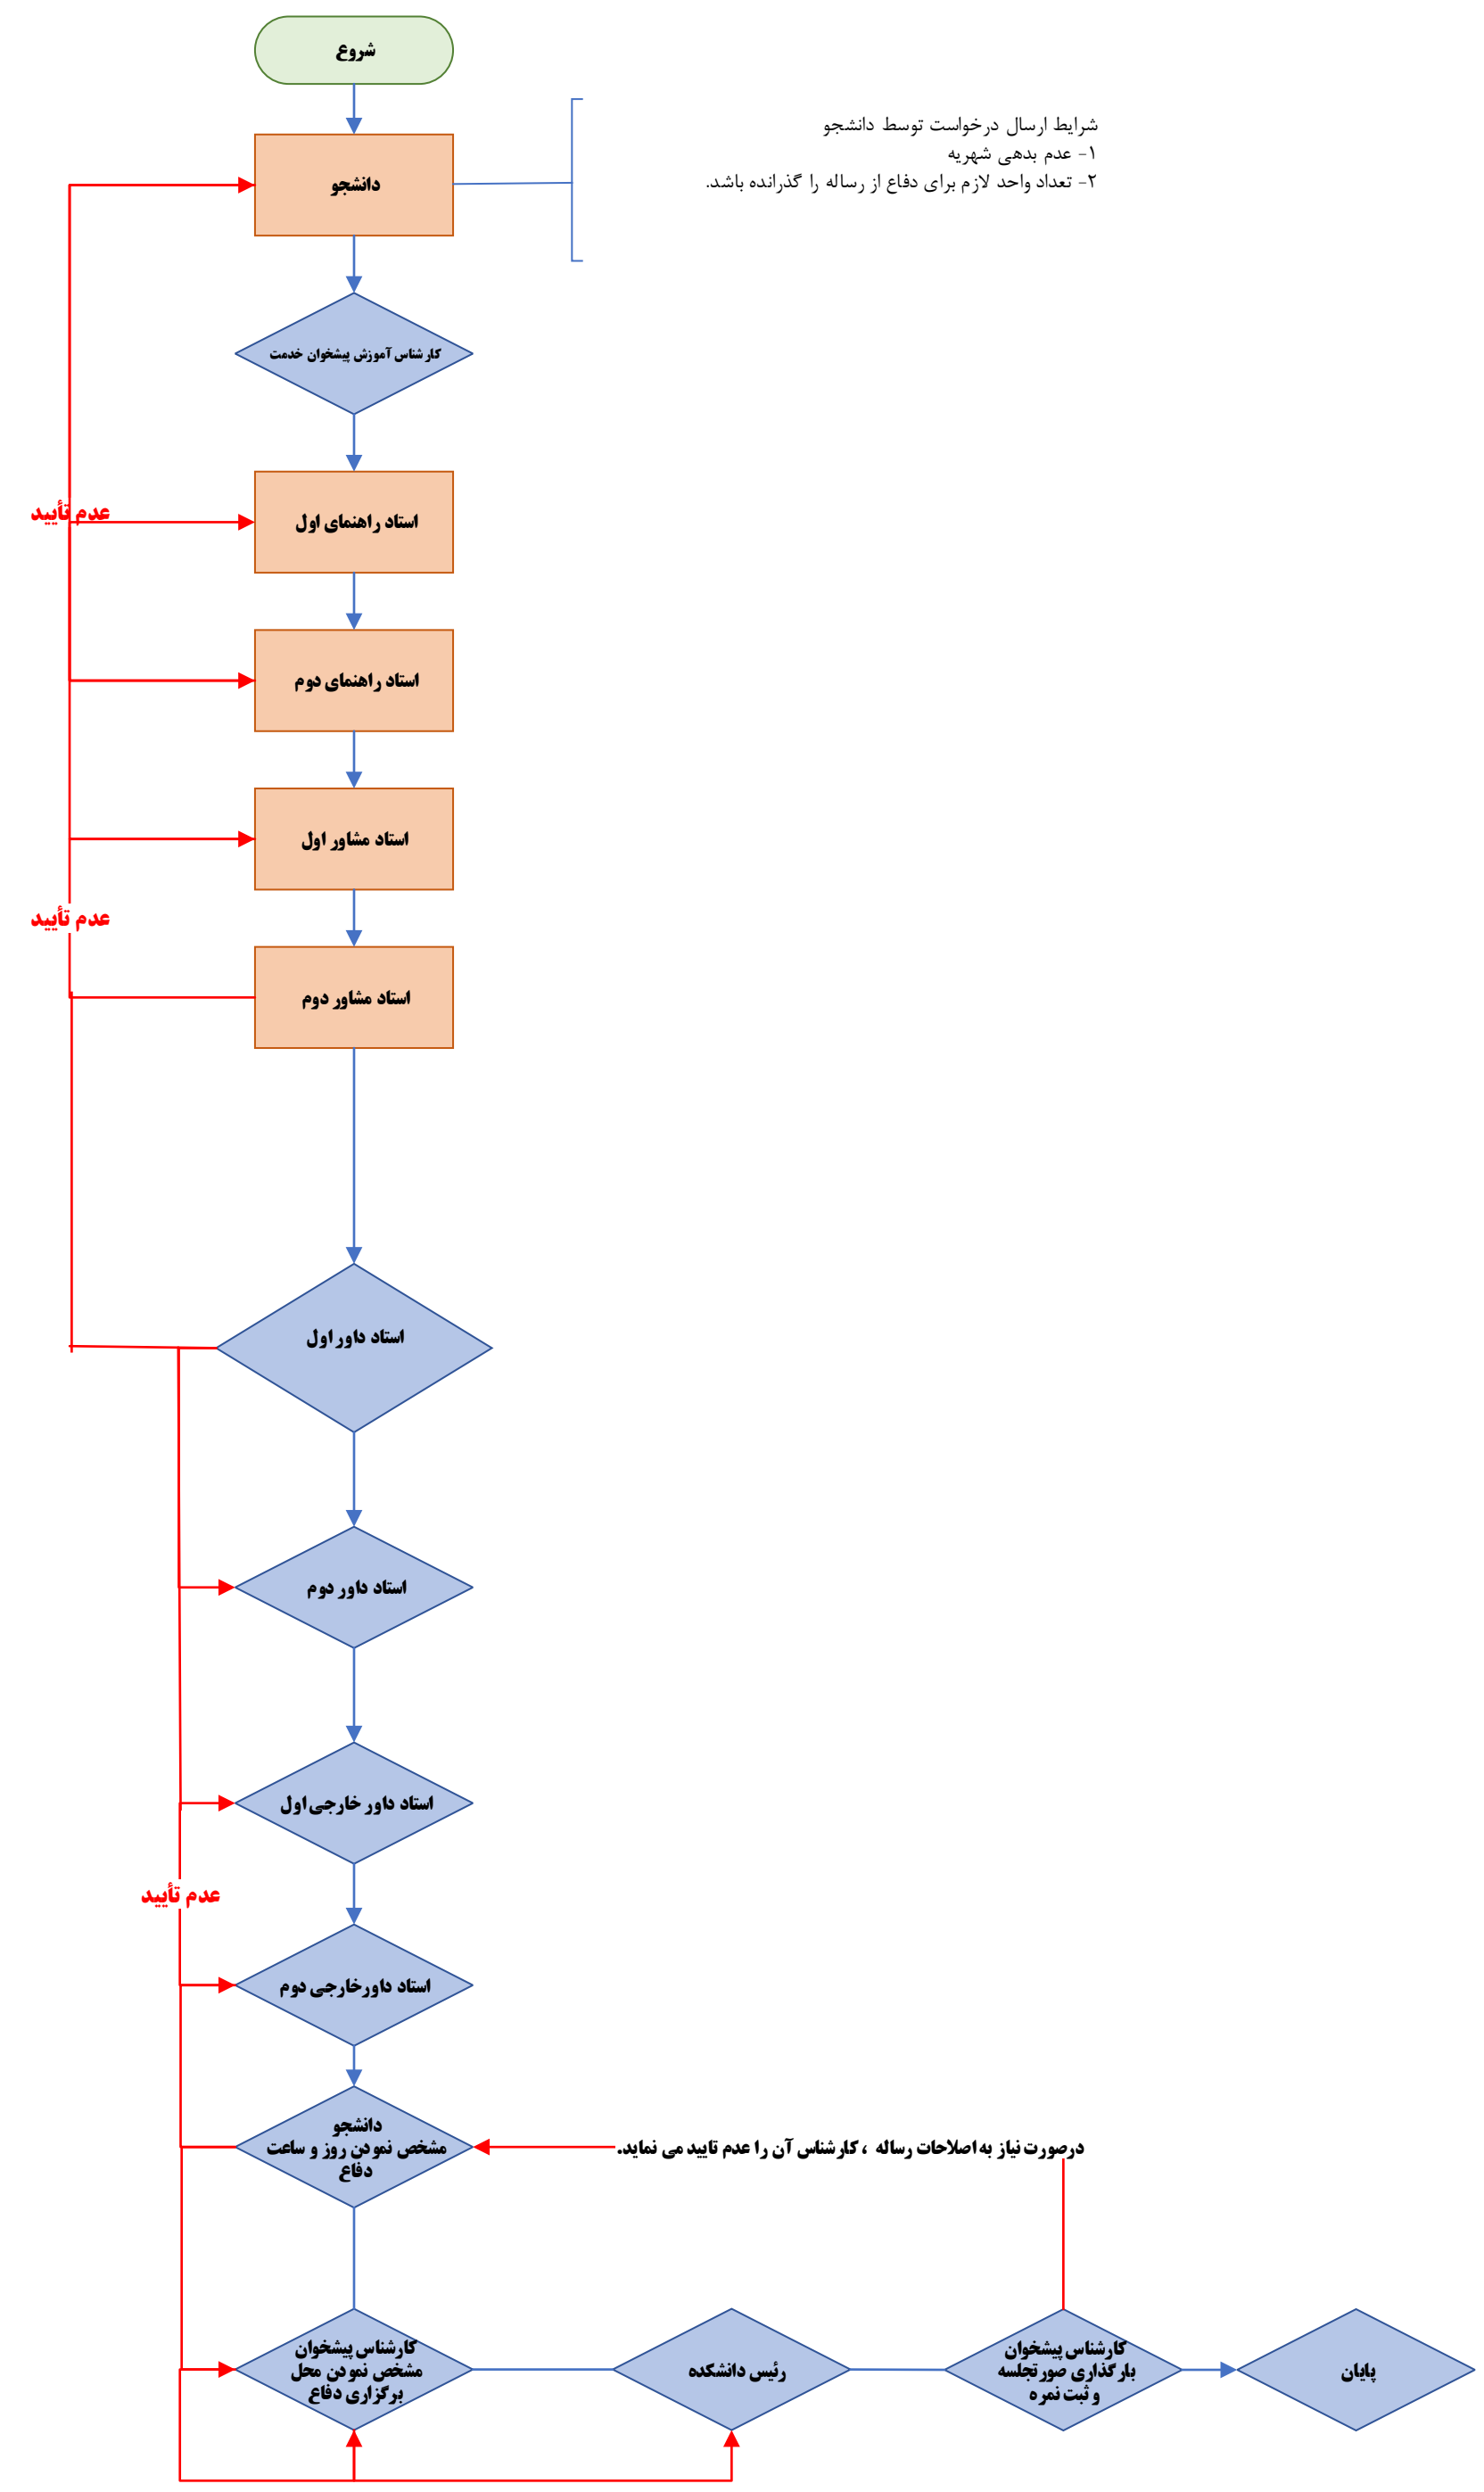 شروع
شرایط ارسال درخواست توسط دانشجو
۱- عدم بدهی شهریه
۲- تعداد واحد لازم برای دفاع از رساله را گذرانده باشد.
دانشجو
کارشناس آموزش پیشخوان خدمت
عدم تأیید
استاد راهنمای اول
استاد راهنمای دوم
استاد مشاور اول
عدم تأیید
استاد مشاور دوم
استاد داور اول
استاد داور دوم
استاد داور خارجی اول
عدم تأیید
استاد داورخارجی دوم
دانشجو
مشخص نمودن روز و ساعت
دفاع
درصورت نیاز به اصلاحات رساله ، کارشناس آن را عدم تایید می نماید.
کارشناس پیشخوان
مشخص نمودن محل
برگزاری دفاع
رئیس دانشکده
کارشناس پیشخوان
بارگذاری صورتجلسه
و ثبت نمره
پایان